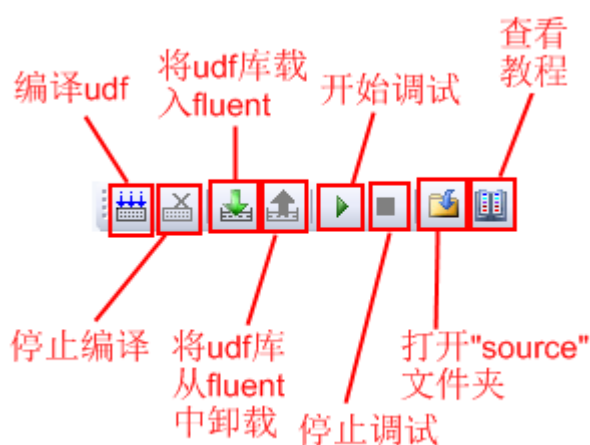 编译udf
将udf库载
入fluent
开始调试
查看
教程
停止编译
将udf库
从fluent
中卸载
停止调试
打开"source"
文件夹